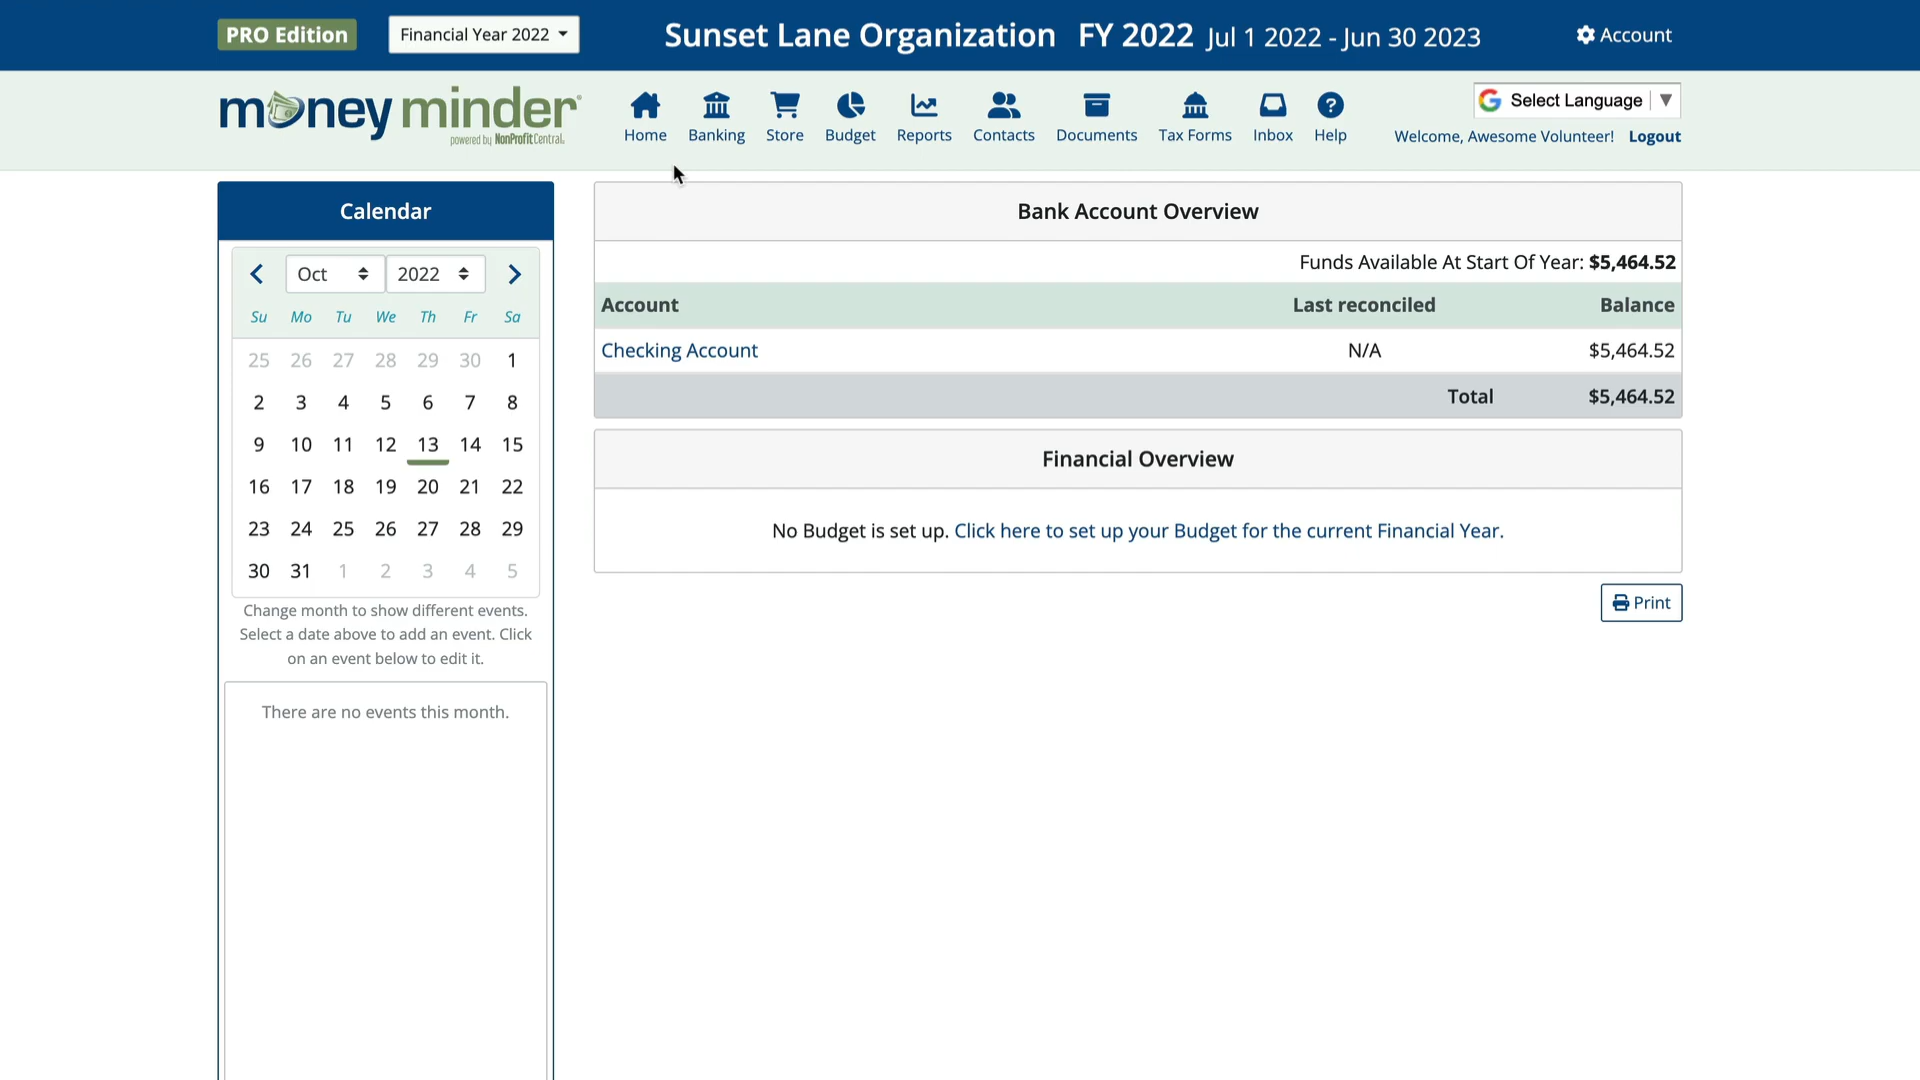 PRO Edition
Financial Year 2022
Sunset Lane Organization FY 2022 Jul 1 2022 - Jun 30 2023
Account
money minder®
powered by NonProfitCentral.
Home
Banking
Store
Budget
Reports
Contacts
Documents
Tax Forms
Inbox
Help
Select Language ▼
Welcome, Awesome Volunteer! Logout
Calendar
Oct 2022
Su Mo Tu We Th Fr Sa
25 26 27 28 29 30 1
2 3 4 5 6 7 8
9 10 11 12 13 14 15
16 17 18 19 20 21 22
23 24 25 26 27 28 29
30 31 1 2 3 4 5
Change month to show different events.
Select a date above to add an event. Click
on an event below to edit it.
There are no events this month.
Bank Account Overview
Funds Available At Start Of Year: $5,464.52
Account Last reconciled Balance
Checking Account N/A $5,464.52
Total $5,464.52
Financial Overview
No Budget is set up. Click here to set up your Budget for the current Financial Year.
Print